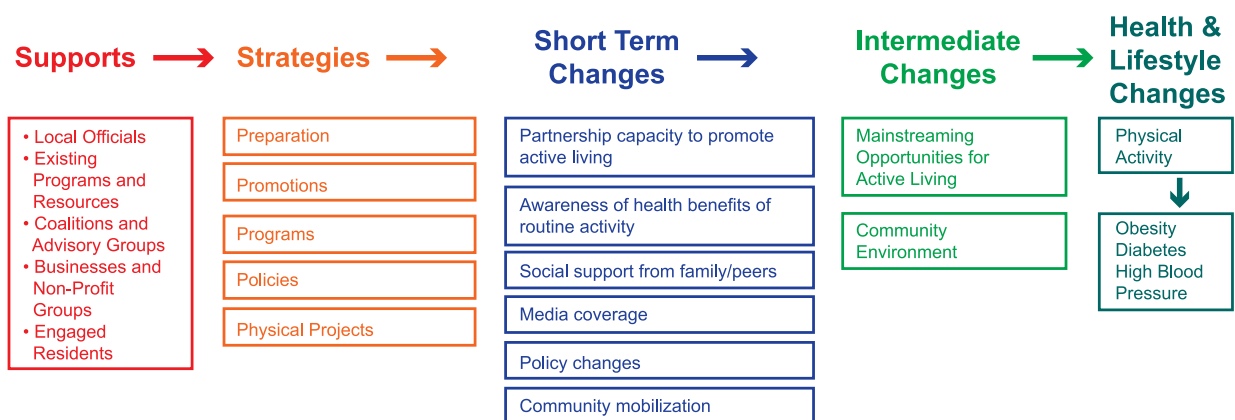 Supports
Strategies
Short Term
Changes
Intermediate
Changes
Health &
Lifestyle
Changes
• Local Officials
• Existing
Programs and
Resources
• Coalitions and
Advisory Groups
• Businesses and
Non-Profit
Groups
• Engaged
Residents
Preparation
Promotions
Programs
Policies
Physical Projects
Partnership capacity to promote
active living
Awareness of health benefits of
routine activity
Social support from family/peers
Media coverage
Policy changes
Community mobilization
Mainstreaming
Opportunities for
Active Living
Community
Environment
Physical
Activity
Obesity
Diabetes
High Blood
Pressure